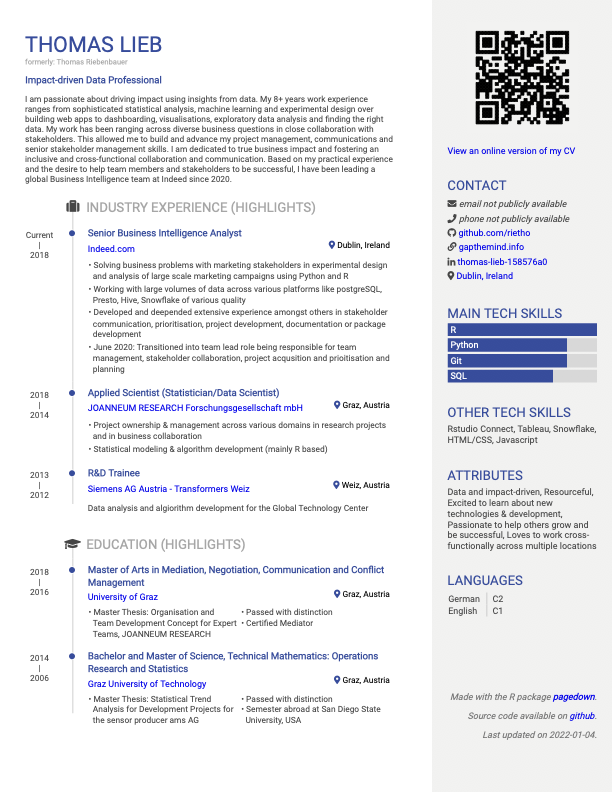 THOMAS LIEB
formerly: Thomas Riebenbauer
Impact-driven Data Professional
I am passionate about driving impact using insights from data. My 8+ years work experience
ranges from sophisticated statistical analysis, machine learning and experimental design over
building web apps to dashboarding, visualisations, exploratory data analysis and finding the right
data. My work has been ranging across diverse business questions in close collaboration with
stakeholders. This allowed me to build and advance my project management, communications and
senior stakeholder management skills. I am dedicated to true business impact and fostering an
inclusive and cross-functional collaboration and communication. Based on my practical experience
and the desire to help team members and stakeholders to be successful, I have been leading a
global Business Intelligence team at Indeed since 2020.
INDUSTRY EXPERIENCE (HIGHLIGHTS)
Current
|
2018
Senior Business Intelligence Analyst
Indeed.com
Dublin, Ireland
• Solving business problems with marketing stakeholders in experimental design
and analysis of large scale marketing campaigns using Python and R
• Working with large volumes of data across various platforms like postgreSQL,
Presto, Hive, Snowflake of various quality
• Developed and deepended extensive experience amongst others in stakeholder
communication, prioritisation, project development, documentation or package
development
• June 2020: Transitioned into team lead role being responsible for team
management, stakeholder collaboration, project acqusition and prioitisation and
planning
2018
|
2014
Applied Scientist (Statistician/Data Scientist)
JOANNEUM RESEARCH Forschungsgesellschaft mbH
Graz, Austria
• Project ownership & management across various domains in research projects
and in business collaboration
• Statistical modeling & algorithm development (mainly R based)
2013
|
2012
R&D Trainee
Siemens AG Austria - Transformers Weiz
Weiz, Austria
Data analysis and algiorithm development for the Global Technology Center
EDUCATION (HIGHLIGHTS)
2018
|
2016
Master of Arts in Mediation, Negotiation, Communication and Conflict
Management
University of Graz
Graz, Austria
• Master Thesis: Organisation and
Team Development Concept for Expert
Teams, JOANNEUM RESEARCH
• Passed with distinction
• Certified Mediator
2014
|
2006
Bachelor and Master of Science, Technical Mathematics: Operations
Research and Statistics
Graz University of Technology
Graz, Austria
• Master Thesis: Statistical Trend
Analysis for Development Projects for
the sensor producer ams AG
• Passed with distinction
• Semester abroad at San Diego State
University, USA
View an online version of my CV
CONTACT
email not publicly available
phone not publicly available
github.com/rietho
gapthemind.info
thomas-lieb-158576a0
Dublin, Ireland
MAIN TECH SKILLS
R
Python
Git
SQL
OTHER TECH SKILLS
Rstudio Connect, Tableau, Snowflake,
HTML/CSS, Javascript
ATTRIBUTES
Data and impact-driven, Resourceful,
Excited to learn about new
technologies & development,
Passionate to help others grow and
be successful, Loves to work cross-
functionally across multiple locations
LANGUAGES
German C2
English C1
Made with the R package pagedown.
Source code available on github.
Last updated on 2022-01-04.